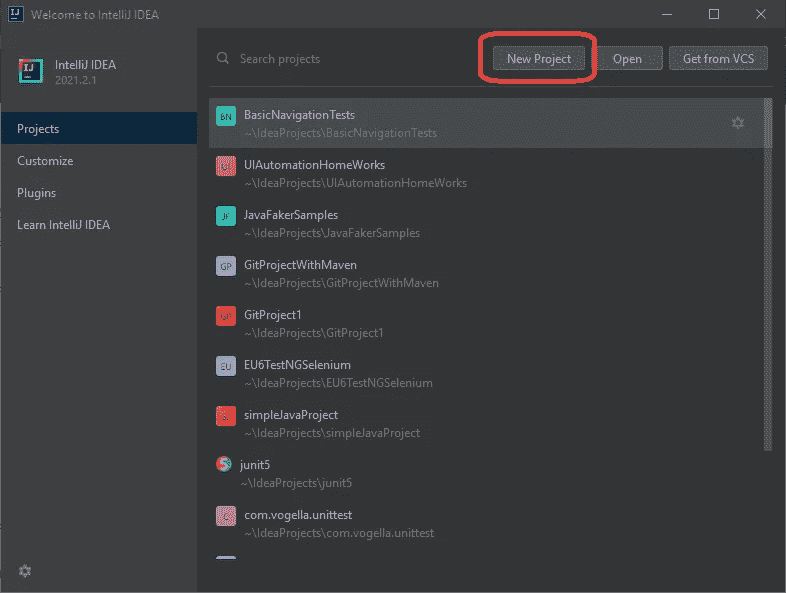 Welcome to IntelliJ IDEA
IntelliJ IDEA
2021.2.1
Projects
Customize
Plugins
Learn IntelliJ IDEA
Search projects
New Project
Open
Get from VCS
BN
BasicNavigationTests
~\IdeaProjects\BasicNavigationTests
UIAutomationHomeWorks
~\IdeaProjects\UIAutomationHomeWorks
JF
JavaFakerSamples
~\IdeaProjects\JavaFakerSamples
GP
GitProjectWithMaven
~\IdeaProjects\GitProjectWithMaven
GP
GitProject1
~\IdeaProjects\GitProject1
EU
EU6TestNGSelenium
~\IdeaProjects\EU6TestNGSelenium
simpleJavaProject
~\IdeaProjects\simpleJavaProject
junit5
~\IdeaProjects\junit5
com.vogella.unittest
~\IdeaProjects\com.vogella.unittest